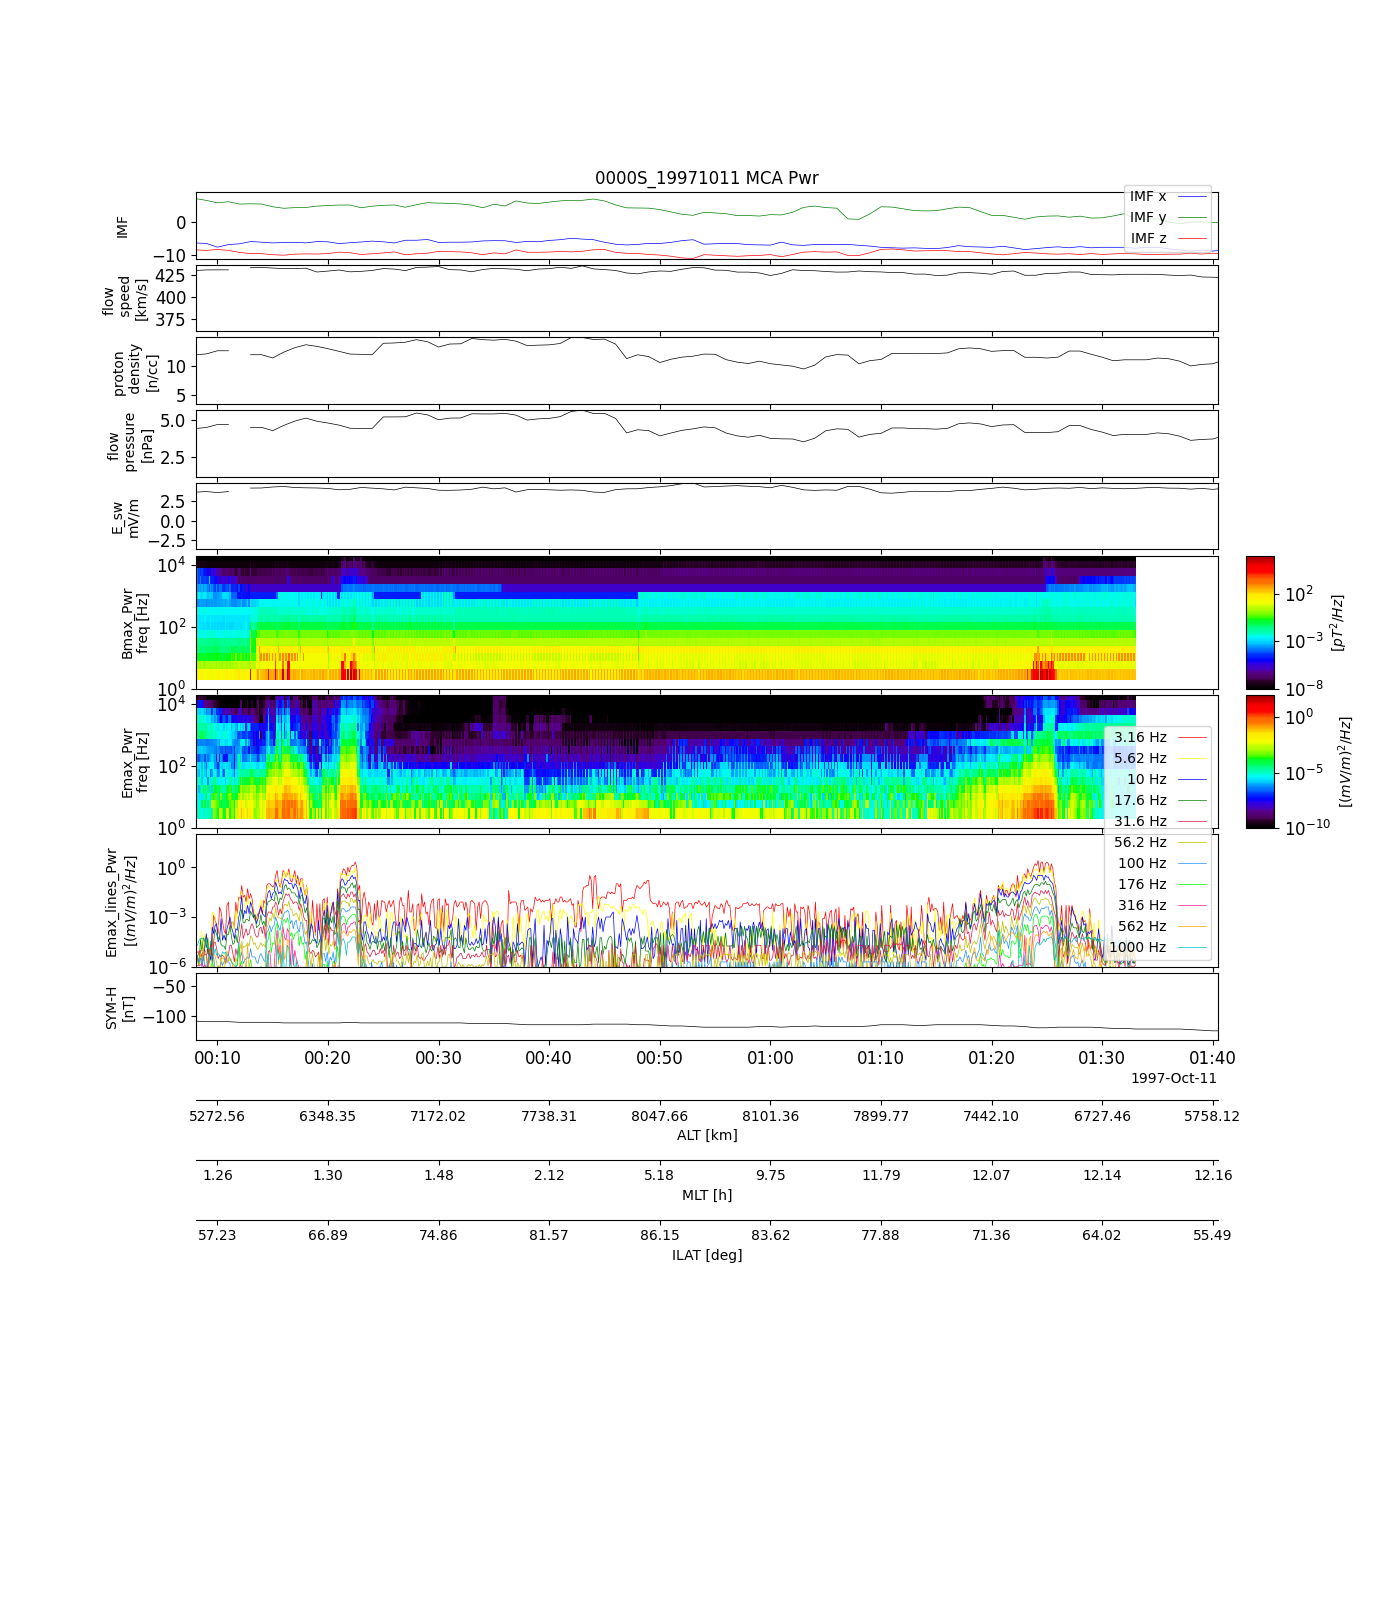 0000S_19971011 MCA Pwr
IMF
0
−10
IMF x
IMF y
IMF z
flow
speed
[km/s]
425
400
375
proton
density
[n/cc]
10
5
flow
pressure
[nPa]
5.0
2.5
E_sw
mV/m
2.5
0.0
−2.5
Bmax_Pwr
freq [Hz]
10^4
10^2
10^0
10^2
10^−3
10^−8
[pT^2/Hz]
Emax_Pwr
freq [Hz]
10^4
10^2
10^0
10^0
10^−5
10^−10
[(mV/m)^2/Hz]
3.16 Hz
5.62 Hz
10 Hz
17.6 Hz
31.6 Hz
56.2 Hz
100 Hz
176 Hz
316 Hz
562 Hz
1000 Hz
Emax_lines_Pwr
[(mV/m)^2/Hz]
10^0
10^−3
10^−6
SYM-H
[nT]
−50
−100
00:10 00:20 00:30 00:40 00:50 01:00 01:10 01:20 01:30 01:40
1997-Oct-11
5272.56 6348.35 7172.02 7738.31 8047.66 8101.36 7899.77 7442.10 6727.46 5758.12
ALT [km]
1.26 1.30 1.48 2.12 5.18 9.75 11.79 12.07 12.14 12.16
MLT [h]
57.23 66.89 74.86 81.57 86.15 83.62 77.88 71.36 64.02 55.49
ILAT [deg]